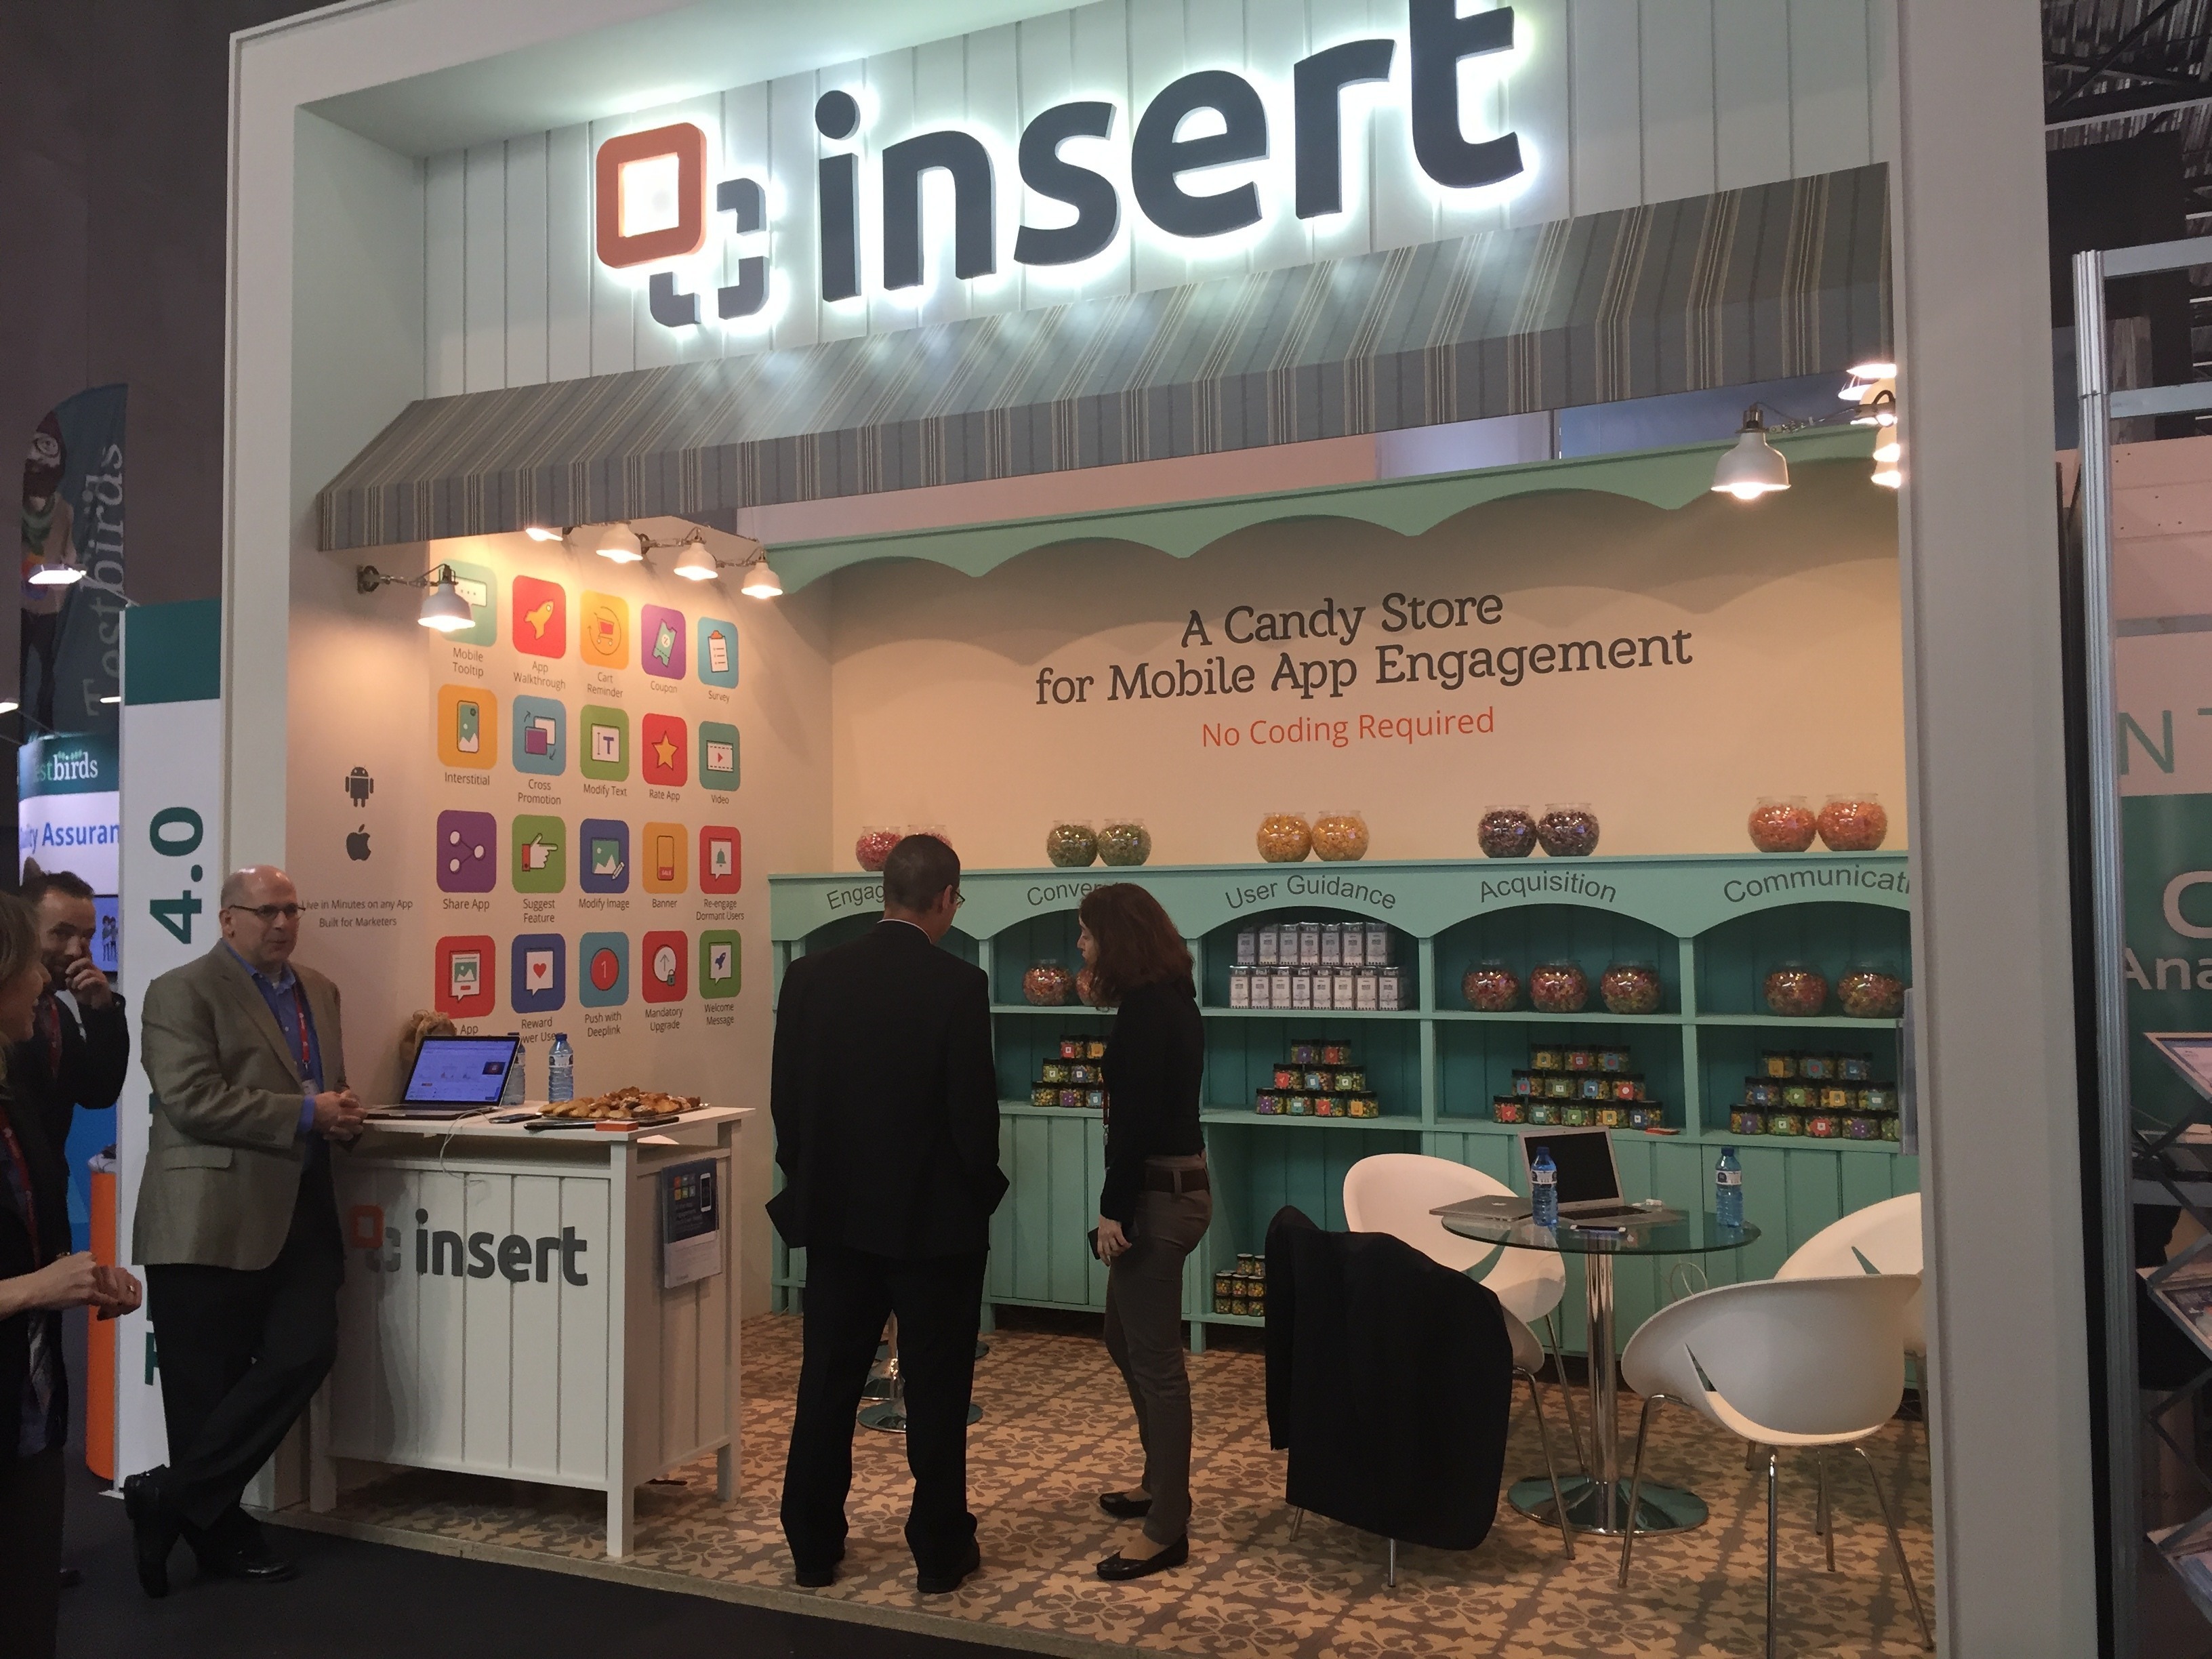 insert
A Candy Store
for Mobile App Engagement
No Coding Required
Mobile
Tooltip
App
Walkthrough
Cart
Reminder
Coupon
Survey
Interstitial
Cross
Promotion
Modify Text
Rate App
Video
Share App
Suggest
Feature
Modify Image
Banner
Re-engage
Dormant Users
App
Reward
Push with
Deeplink
Mandatory
Upgrade
Welcome
Message
Live in Minutes on any App
Built for Marketers
User Guidance
Acquisition
insert
Testbirds
4.0